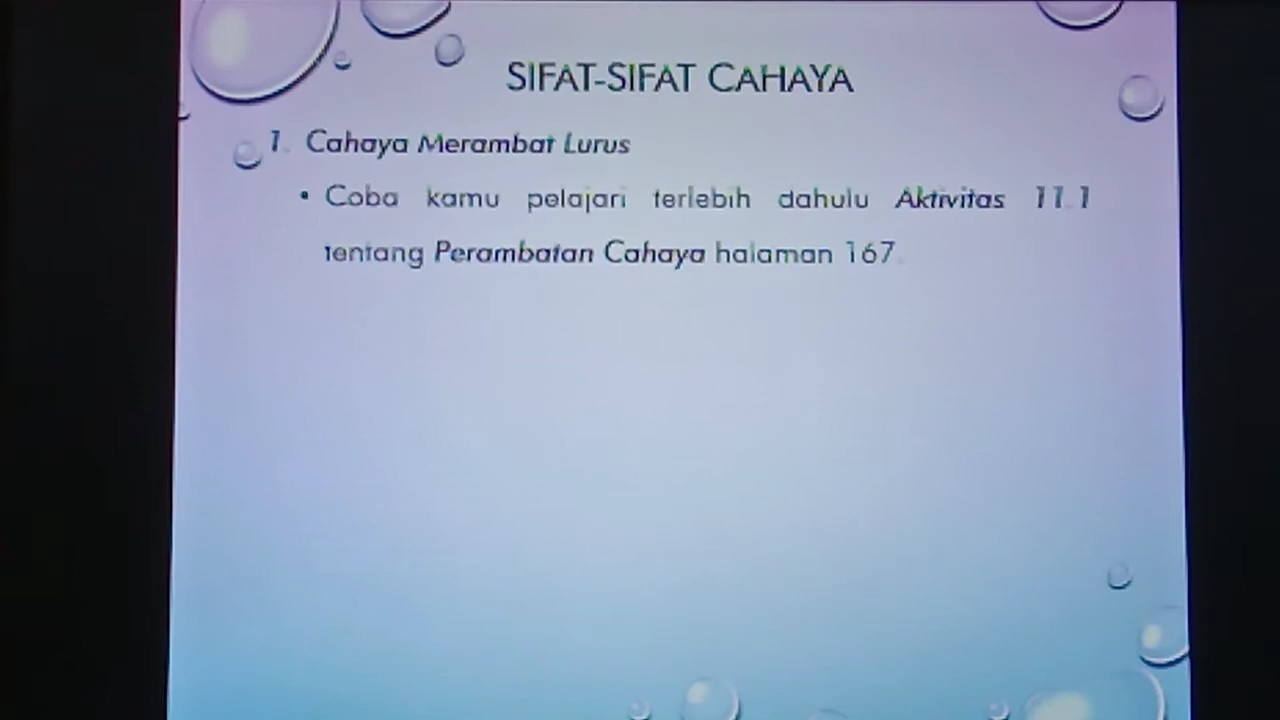 SIFAT-SIFAT CAHAYA
1. Cahaya Merambat Lurus
• Coba kamu pelajari terlebih dahulu Aktivitas 11.1
tentang Perambatan Cahaya halaman 167.